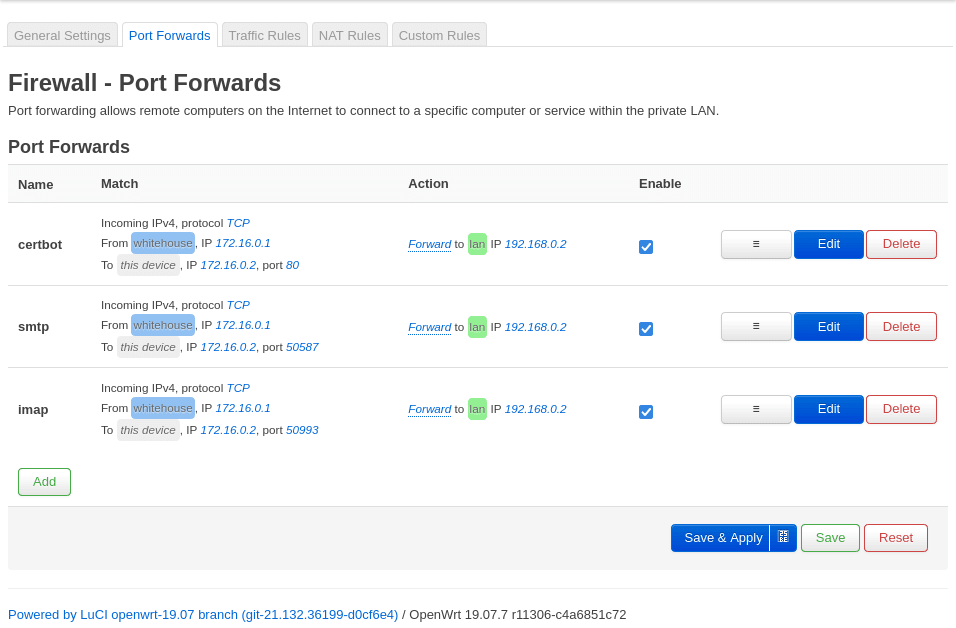 General Settings Port Forwards Traffic Rules NAT Rules Custom Rules
Firewall - Port Forwards
Port forwarding allows remote computers on the Internet to connect to a specific computer or service within the private LAN.
Port Forwards
Name Match Action Enable
Incoming IPv4, protocol TCP
certbot From whitehouse, IP 172.16.0.1 Forward to lan IP 192.168.0.2 ≡ Edit Delete
To this device, IP 172.16.0.2, port 80
Incoming IPv4, protocol TCP
smtp From whitehouse, IP 172.16.0.1 Forward to lan IP 192.168.0.2 ≡ Edit Delete
To this device, IP 172.16.0.2, port 50587
Incoming IPv4, protocol TCP
imap From whitehouse, IP 172.16.0.1 Forward to lan IP 192.168.0.2 ≡ Edit Delete
To this device, IP 172.16.0.2, port 50993
Add
Save & Apply Save Reset
Powered by LuCI openwrt-19.07 branch (git-21.132.36199-d0cf6e4) / OpenWrt 19.07.7 r11306-c4a6851c72